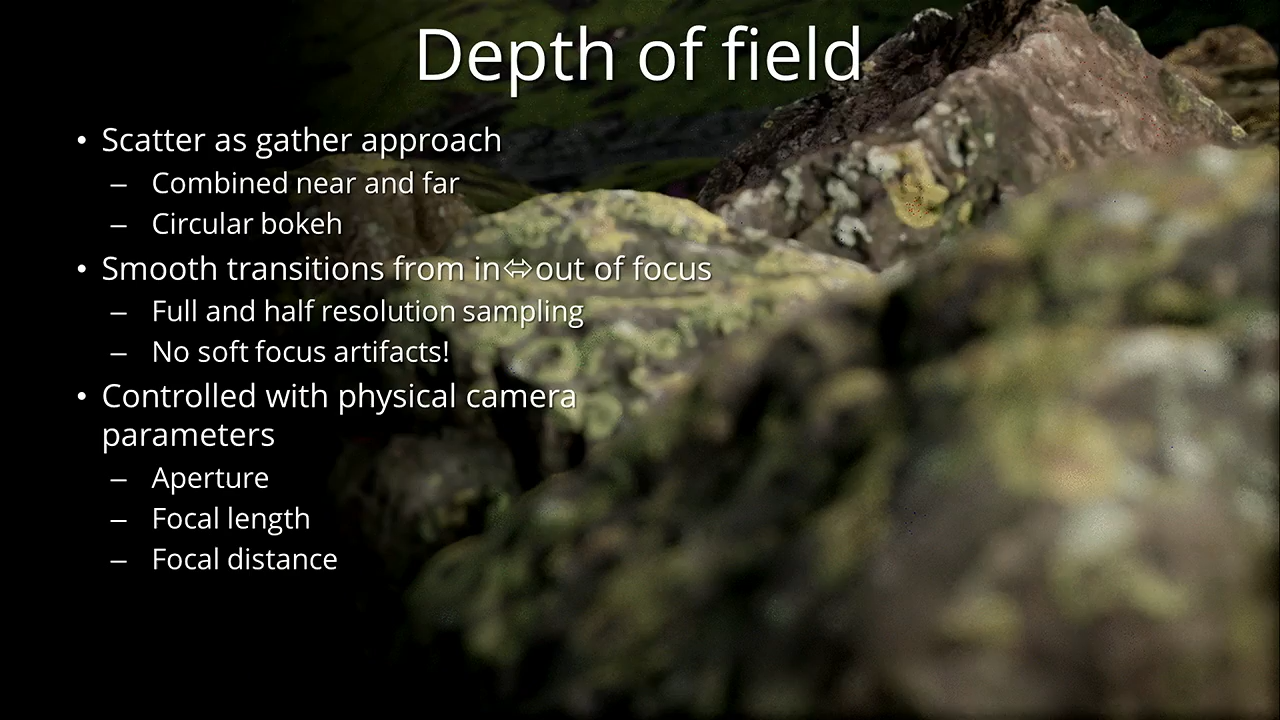 Depth of field
• Scatter as gather approach
– Combined near and far
– Circular bokeh
• Smooth transitions from in⇔out of focus
– Full and half resolution sampling
– No soft focus artifacts!
• Controlled with physical camera
parameters
– Aperture
– Focal length
– Focal distance